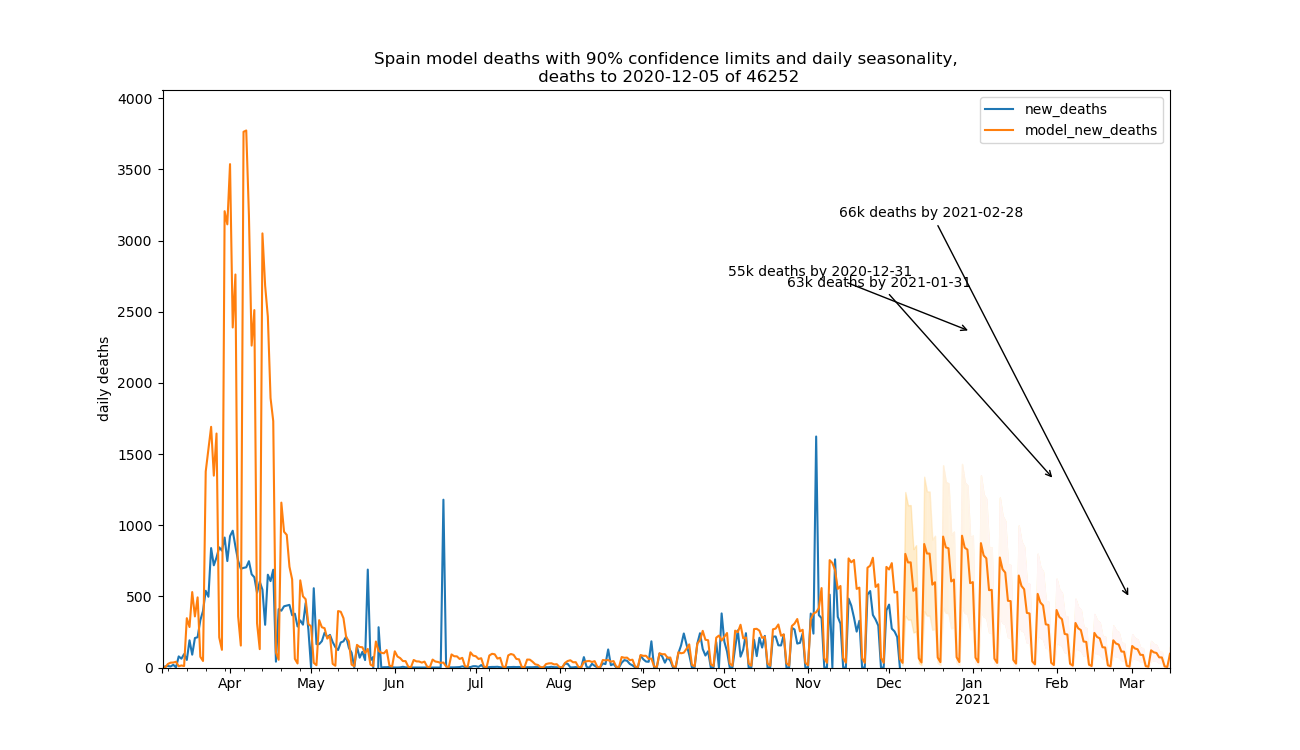 Spain model deaths with 90% confidence limits and daily seasonality,
deaths to 2020-12-05 of 46252
new_deaths
model_new_deaths
daily deaths
4000
3500
3000
2500
2000
1500
1000
500
0
66k deaths by 2021-02-28
55k deaths by 2020-12-31
63k deaths by 2021-01-31
Apr May Jun Jul Aug Sep Oct Nov Dec Jan Feb Mar
2021